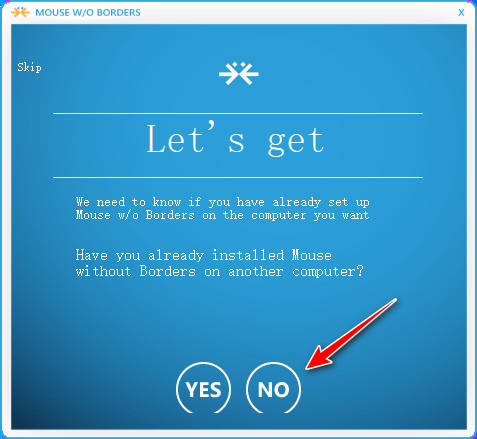 MOUSE W/O BORDERS
X
Skip
Let's get
We need to know if you have already set up
Mouse w/o Borders on the computer you want
Have you already installed Mouse
without Borders on another computer?
YES NO